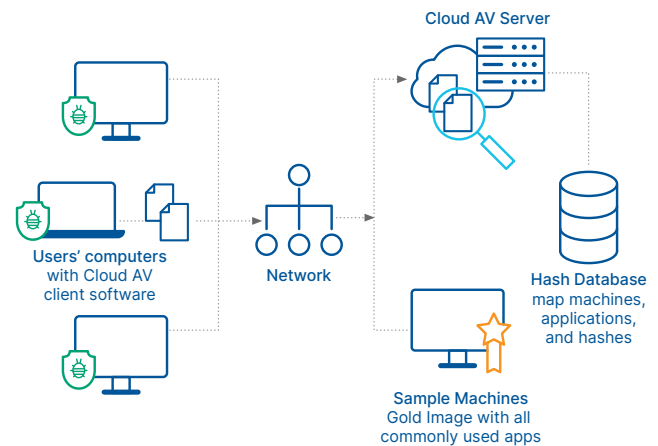 Cloud AV Server
Users' computers
with Cloud AV
client software
Network
Hash Database
map machines,
applications,
and hashes
Sample Machines
Gold Image with all
commonly used apps